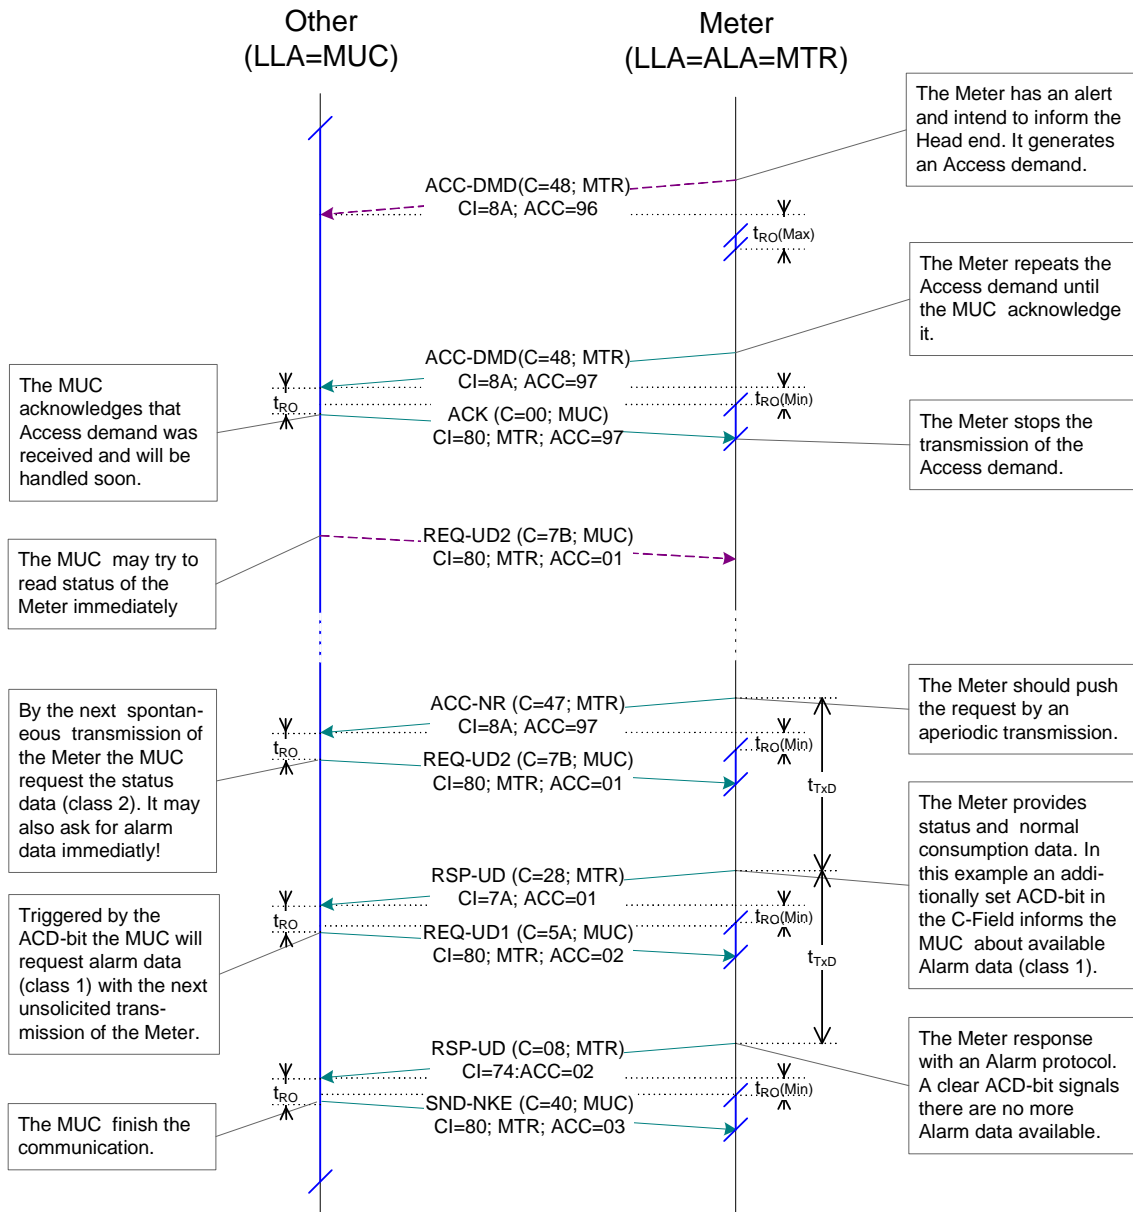 Other
(LLA=MUC)
Meter
(LLA=ALA=MTR)
The Meter has an alert
and intend to inform the
Head end. It generates
an Access demand.
ACC-DMD(C=48; MTR)
CI=8A; ACC=96
tRO(Max)
The Meter repeats the
Access demand until
the MUC acknowledge
it.
ACC-DMD(C=48; MTR)
CI=8A; ACC=97
tRO(Min)
The MUC
acknowledges that
Access demand was
received and will be
handled soon.
tRO
ACK (C=00; MUC)
CI=80; MTR; ACC=97
The Meter stops the
transmission of the
Access demand.
REQ-UD2 (C=7B; MUC)
CI=80; MTR; ACC=01
The MUC may try to
read status of the
Meter immediately
ACC-NR (C=47; MTR)
CI=8A; ACC=97
The Meter should push
the request by an
aperiodic transmission.
By the next spontan-
eous transmission of
the Meter the MUC
request the status
data (class 2). It may
also ask for alarm
data immediatly!
tRO
tRO(Min)
REQ-UD2 (C=7B; MUC)
CI=80; MTR; ACC=01
tTxD
The Meter provides
status and normal
consumption data. In
this example an addi-
tionally set ACD-bit in
the C-Field informs the
MUC about available
Alarm data (class 1).
RSP-UD (C=28; MTR)
CI=7A; ACC=01
tRO
tRO(Min)
Triggered by the
ACD-bit the MUC will
request alarm data
(class 1) with the next
unsolicited trans-
mission of the Meter.
REQ-UD1 (C=5A; MUC)
CI=80; MTR; ACC=02
tTxD
RSP-UD (C=08; MTR)
CI=74:ACC=02
The Meter response
with an Alarm protocol.
A clear ACD-bit signals
there are no more
Alarm data available.
tRO
tRO(Min)
SND-NKE (C=40; MUC)
CI=80; MTR; ACC=03
The MUC finish the
communication.